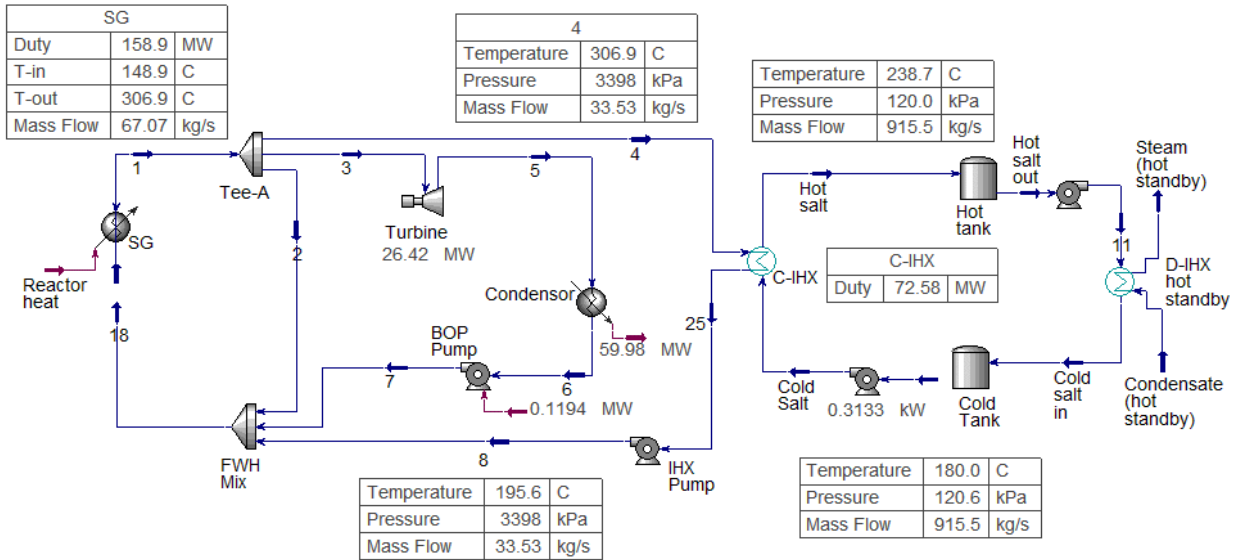 SG
Duty 158.9 MW
T-in 148.9 C
T-out 306.9 C
Mass Flow 67.07 kg/s
4
Temperature 306.9 C
Pressure 3398 kPa
Mass Flow 33.53 kg/s
Temperature 238.7 C
Pressure 120.0 kPa
Mass Flow 915.5 kg/s
1
Tee-A
3
5
4
Hot
salt
Hot
salt
out
Hot
tank
Steam
(hot
standby)
SG
Reactor
heat
2
Turbine
26.42 MW
Condensor
59.98 MW
C-IHX
C-IHX
Duty 72.58 MW
11
D-IHX
hot
standby
18
BOP
Pump
7
6
0.1194 MW
25
Cold
Salt
0.3133 kW
Cold
Tank
Cold
salt
in
Condensate
(hot
standby)
FWH
Mix
8
IHX
Pump
Temperature 195.6 C
Pressure 3398 kPa
Mass Flow 33.53 kg/s
Temperature 180.0 C
Pressure 120.6 kPa
Mass Flow 915.5 kg/s